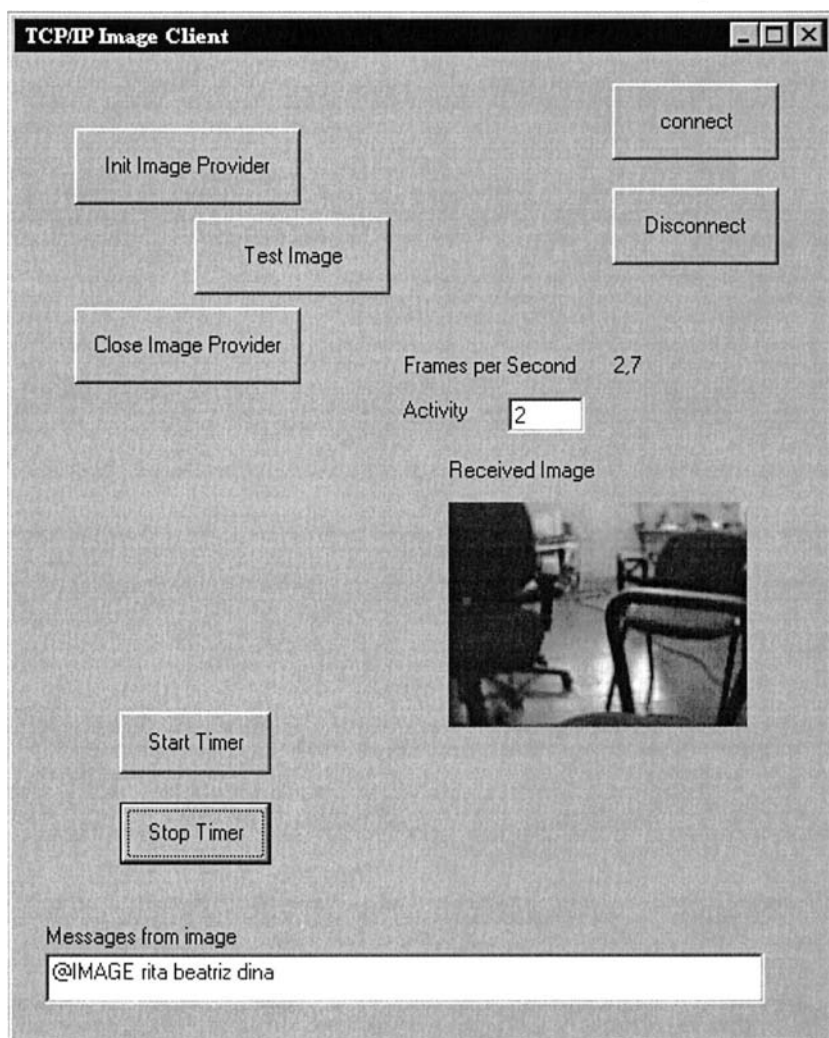 TCP/IP Image Client
connect
Init Image Provider
Disconnect
Test Image
Close Image Provider
Frames per Second 2,7
Activity 2
Received Image
Start Timer
Stop Timer
Messages from image
@IMAGE rita beatriz dina